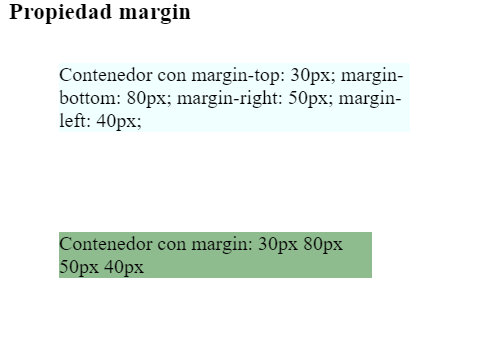 Propiedad margin
Contenedor con margin-top: 30px; margin-
bottom: 80px; margin-right: 50px; margin-
left: 40px;
Contenedor con margin: 30px 80px
50px 40px